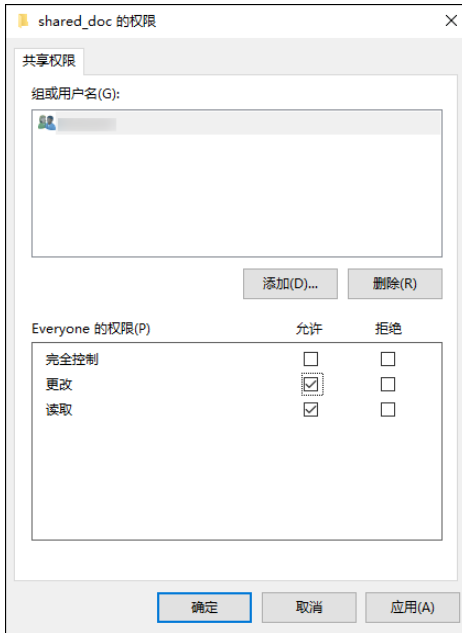 shared_doc 的权限
共享权限
组或用户名(G):
添加(D)... 删除(R)
Everyone 的权限(P) 允许 拒绝
完全控制
更改
读取
确定 取消 应用(A)